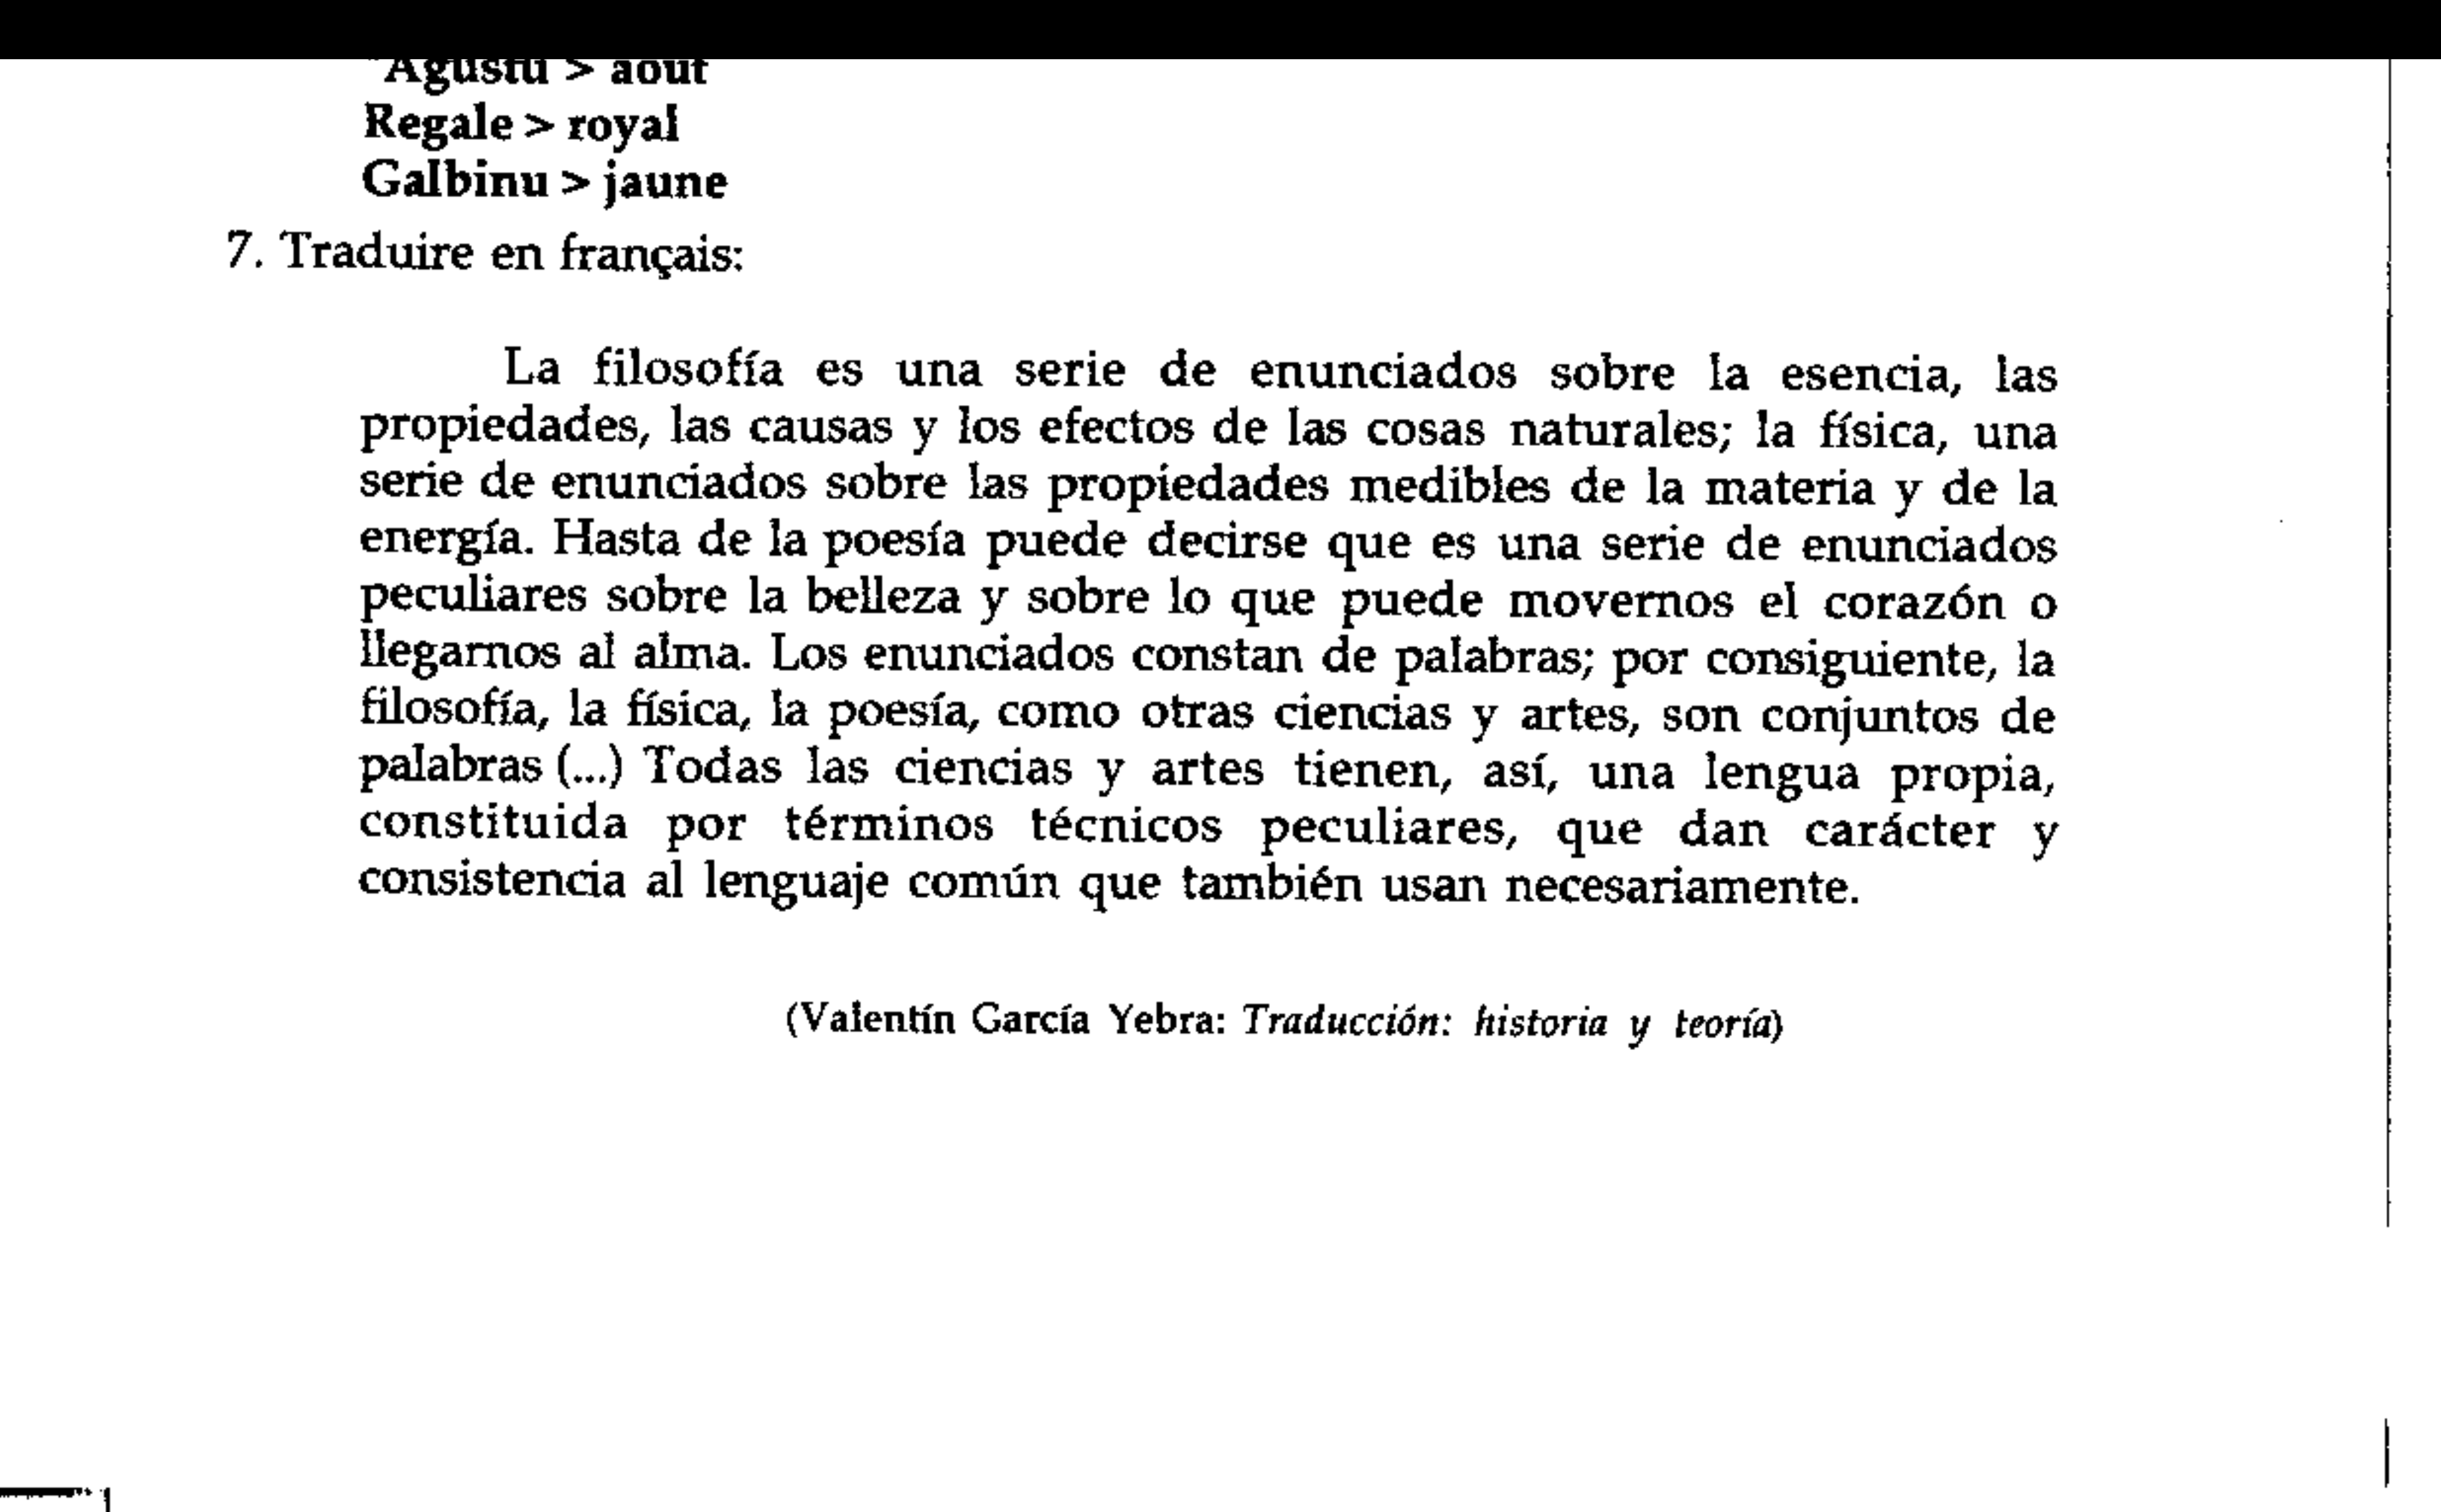 *Agustu > aout
Regale > royal
Galbinu > jaune
7. Traduire en français:
La filosofía es una serie de enunciados sobre la esencia, las
propiedades, las causas y los efectos de las cosas naturales; la física, una
serie de enunciados sobre las propiedades medibles de la materia y de la
energía. Hasta de la poesía puede decirse que es una serie de enunciados
peculiares sobre la belleza y sobre lo que puede movernos el corazón o
llegarnos al alma. Los enunciados constan de palabras; por consiguiente, la
filosofía, la física, la poesía, como otras ciencias y artes, son conjuntos de
palabras (...) Todas las ciencias y artes tienen, así, una lengua propia,
constituida por términos técnicos peculiares, que dan carácter y
consistencia al lenguaje común que también usan necesariamente.
(Valentín García Yebra: Traducción: historia y teoría)